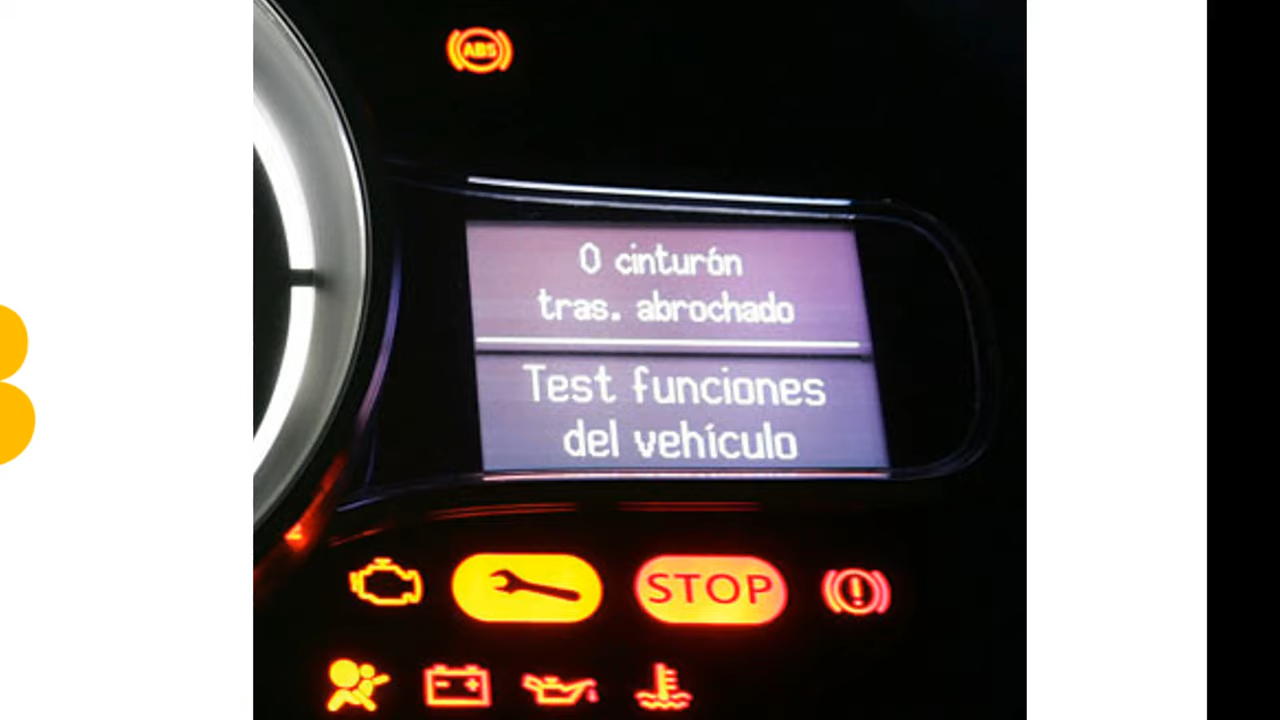 ABS
0 cinturón
tras. abrochado
Test funciones
del vehículo
STOP